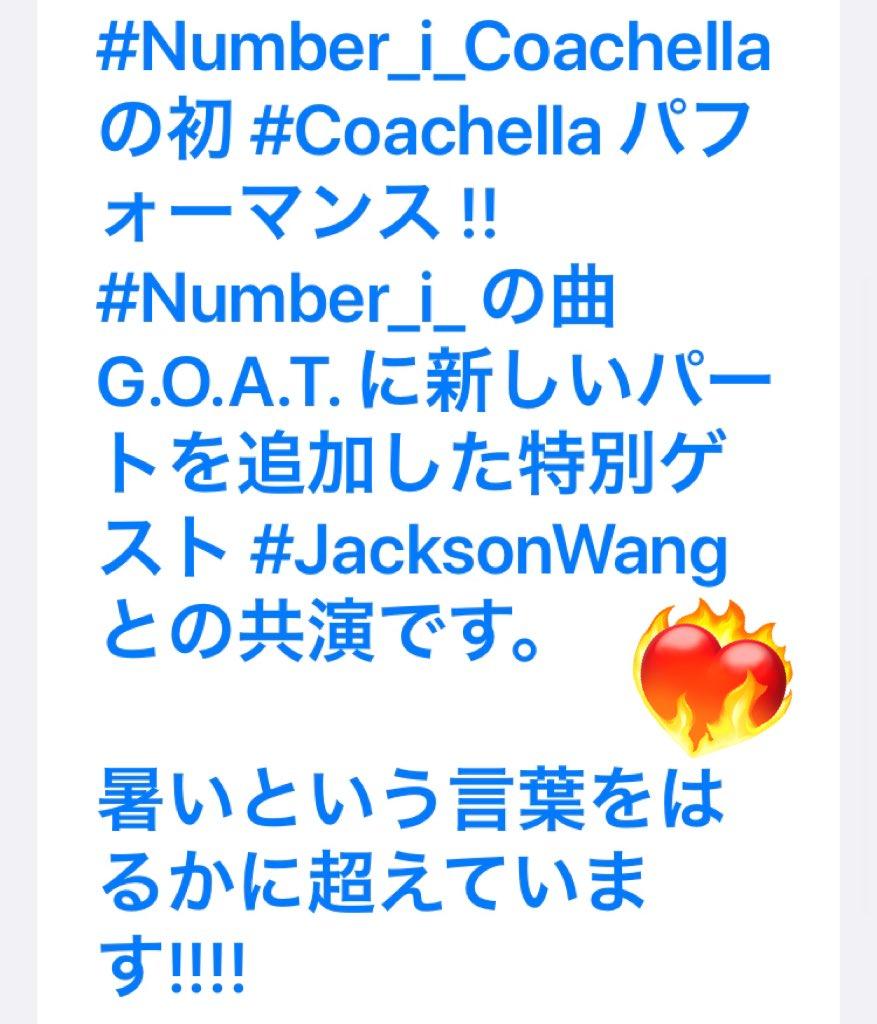 #Number_i_Coachella
の初 #Coachella パフ
ォーマンス !!
#Number_i_ の曲
G.O.A.T. に新しいパー
トを追加した特別ゲ
スト #JacksonWang
との共演です。
暑いという言葉をは
るかに超えていま
す!!!!